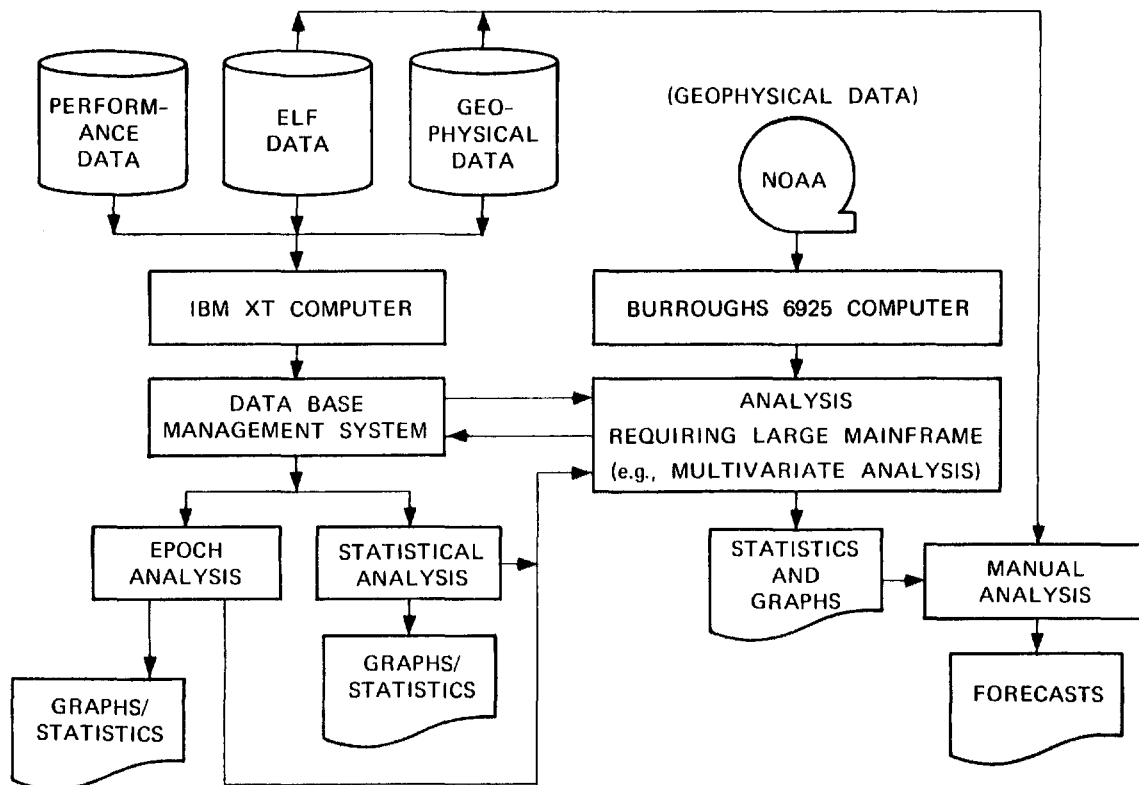 PERFORM-
ANCE
DATA
ELF
DATA
GEO-
PHYSICAL
DATA
(GEOPHYSICAL DATA)
NOAA
IBM XT COMPUTER
BURROUGHS 6925 COMPUTER
DATA BASE
MANAGEMENT SYSTEM
ANALYSIS
REQUIRING LARGE MAINFRAME
(e.g., MULTIVARIATE ANALYSIS)
EPOCH
ANALYSIS
STATISTICAL
ANALYSIS
STATISTICS
AND
GRAPHS
MANUAL
ANALYSIS
GRAPHS/
STATISTICS
GRAPHS/
STATISTICS
FORECASTS